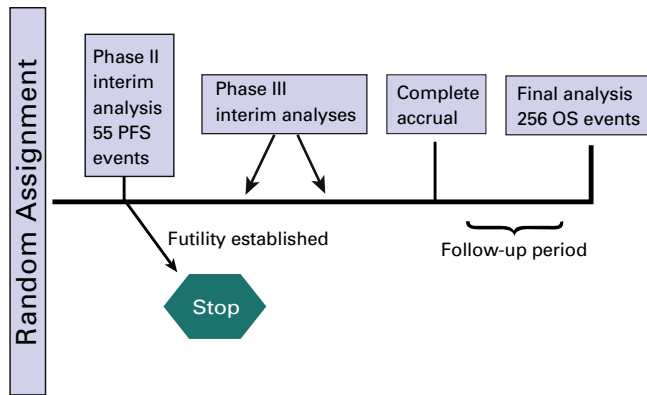 Random Assignment
Phase II
interim
analysis
55 PFS
events
Phase III
interim analyses
Complete
accrual
Final analysis
256 OS events
Futility established
Follow-up period
Stop